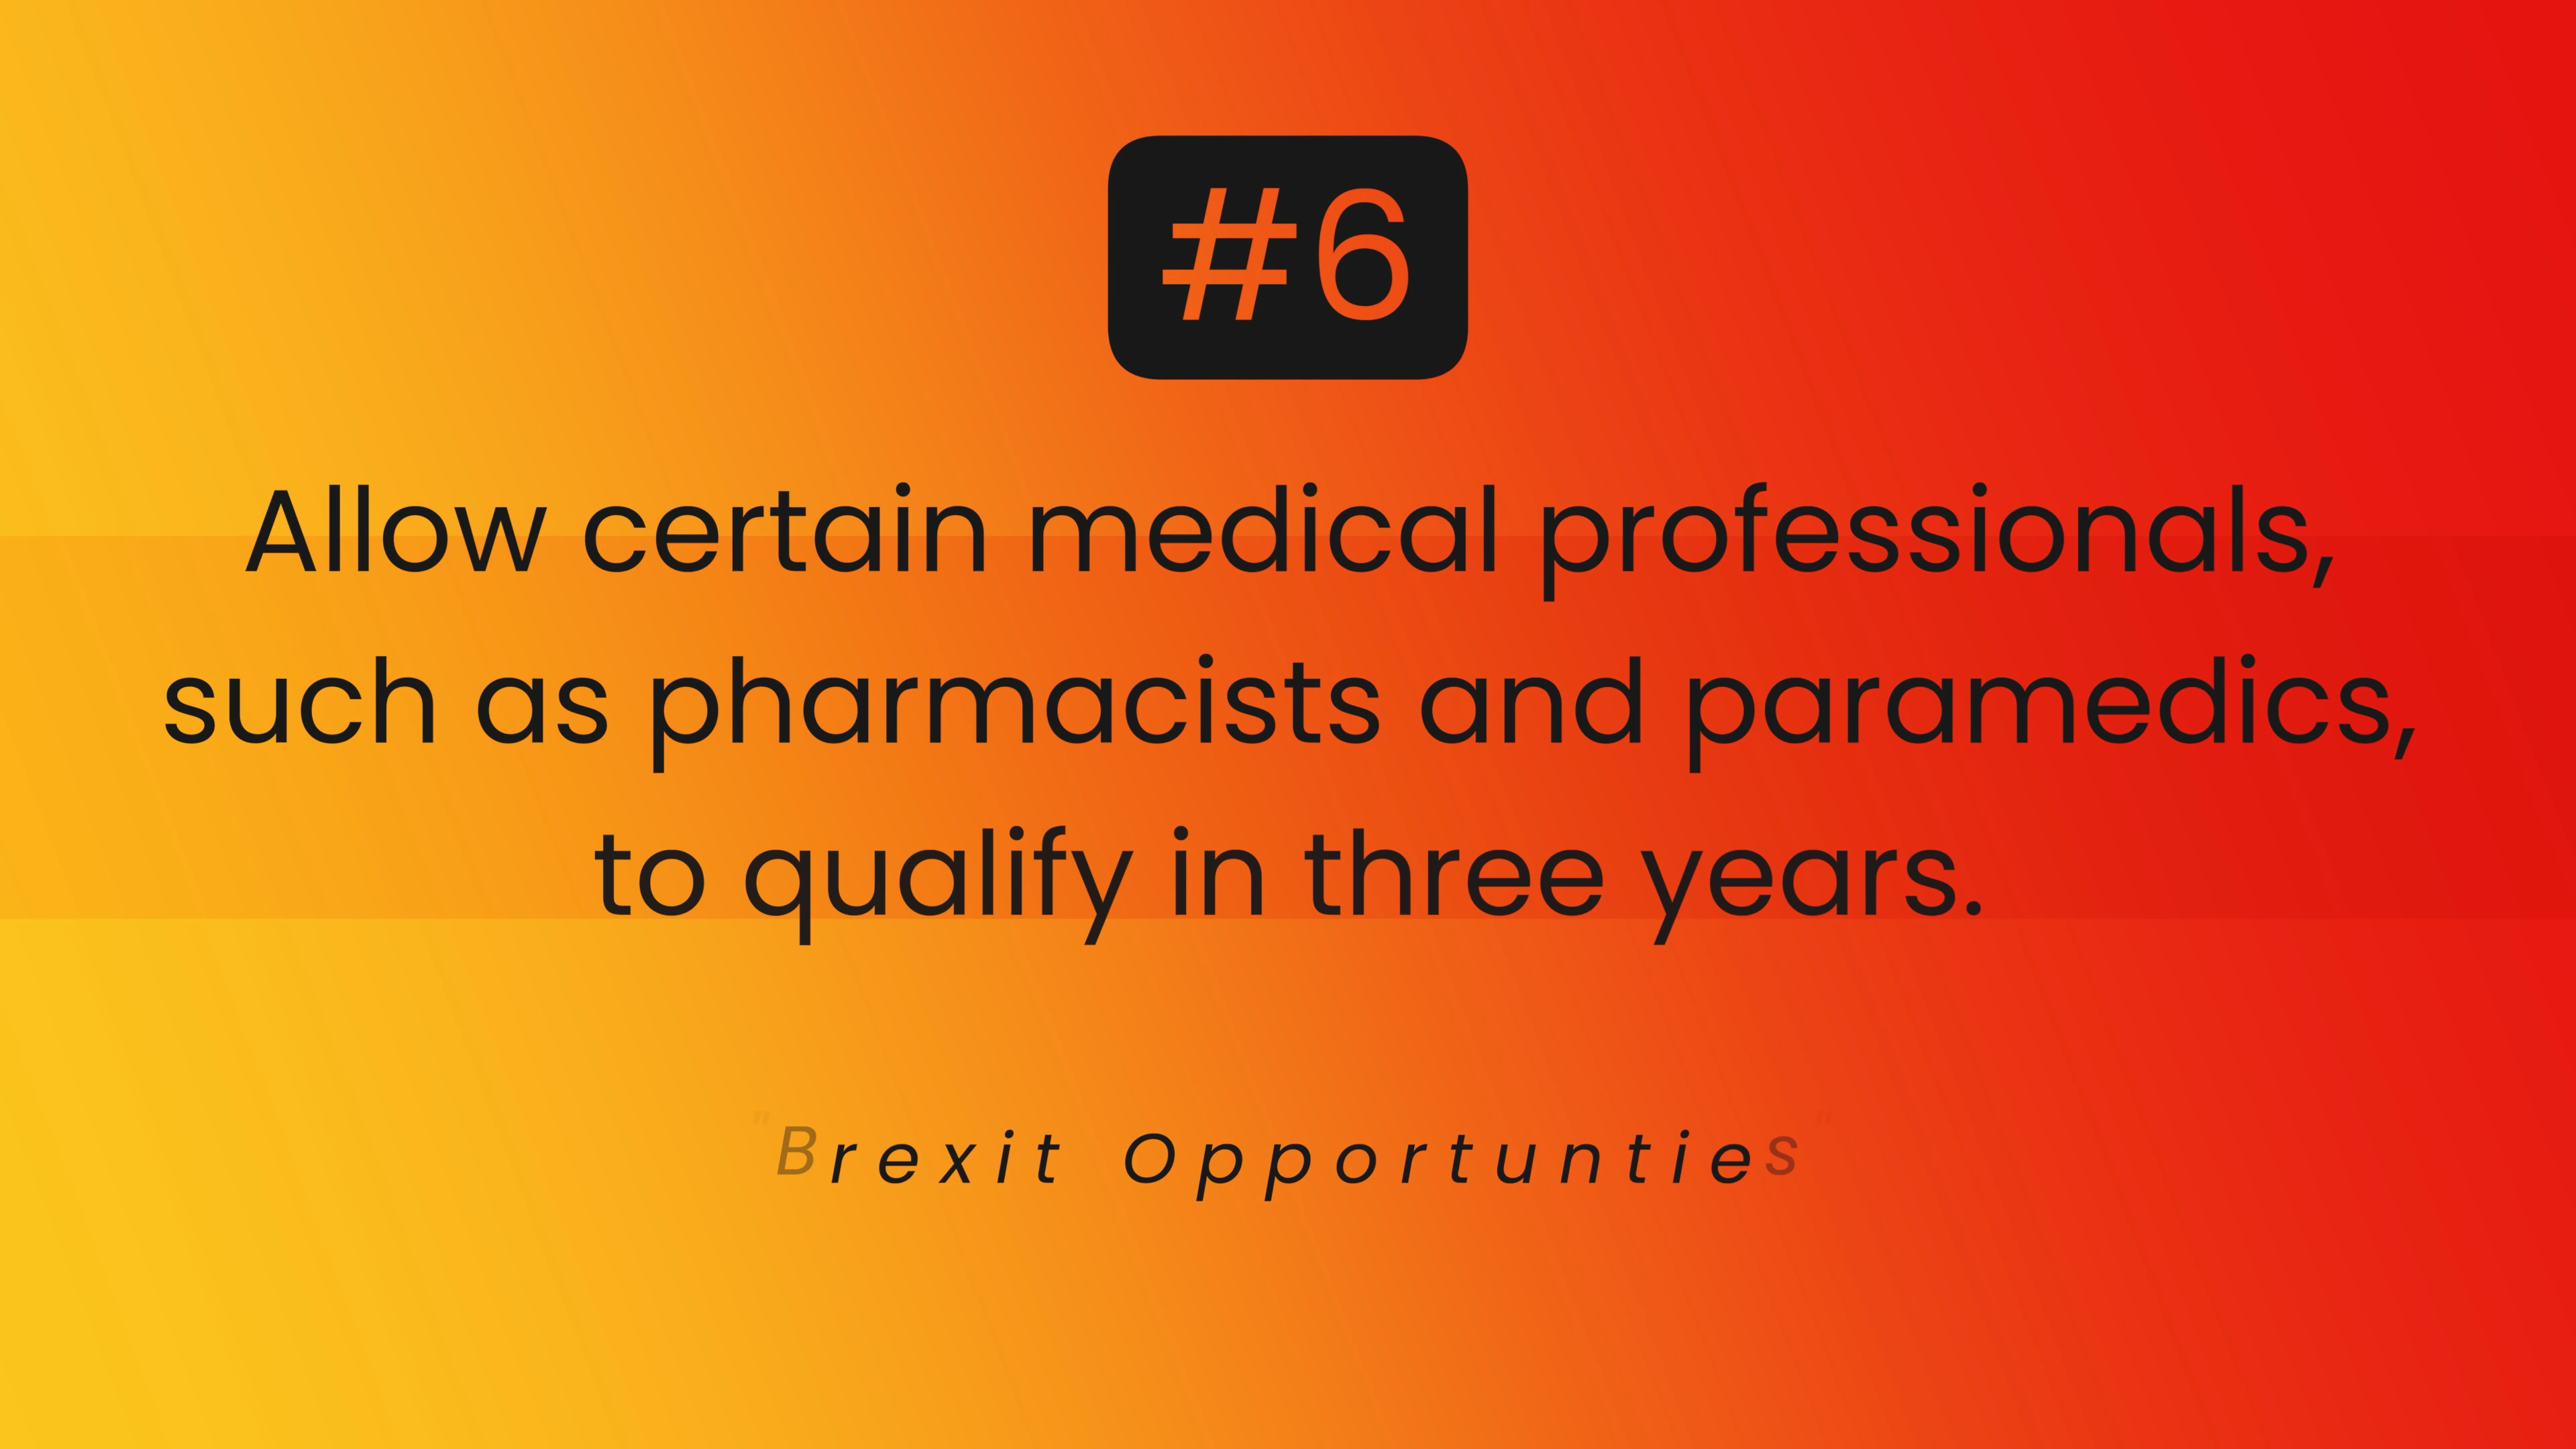 #6
Allow certain medical professionals,
such as pharmacists and paramedics,
to qualify in three years.
"Brexit Opportunties"